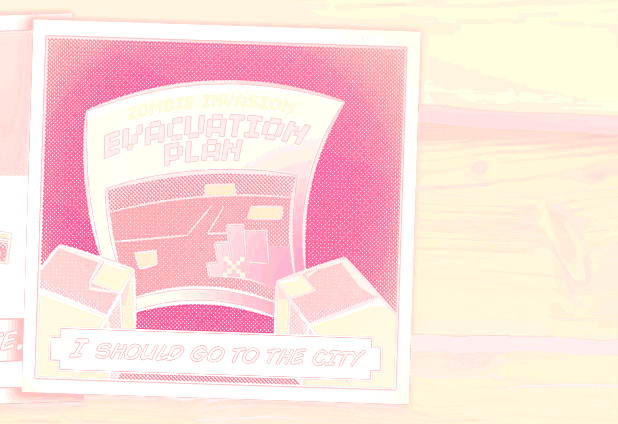 ZOMBIE INVASION
EVACUATION
PLAN
E.
I SHOULD GO TO THE CITY